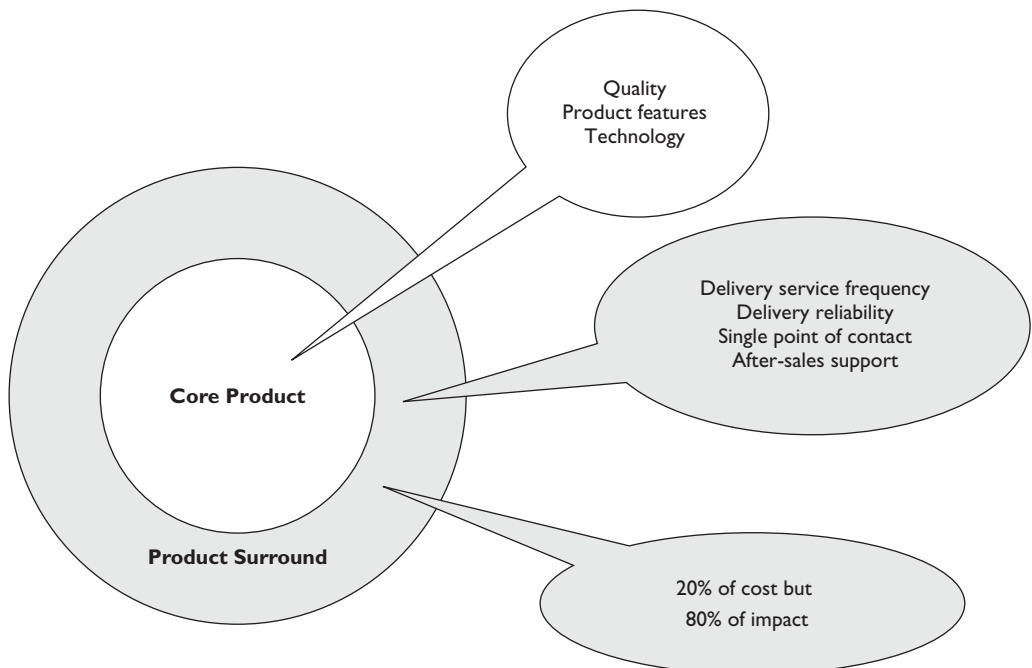 Quality
Product features
Technology
Delivery service frequency
Delivery reliability
Single point of contact
After-sales support
Core Product
Product Surround
20% of cost but
80% of impact